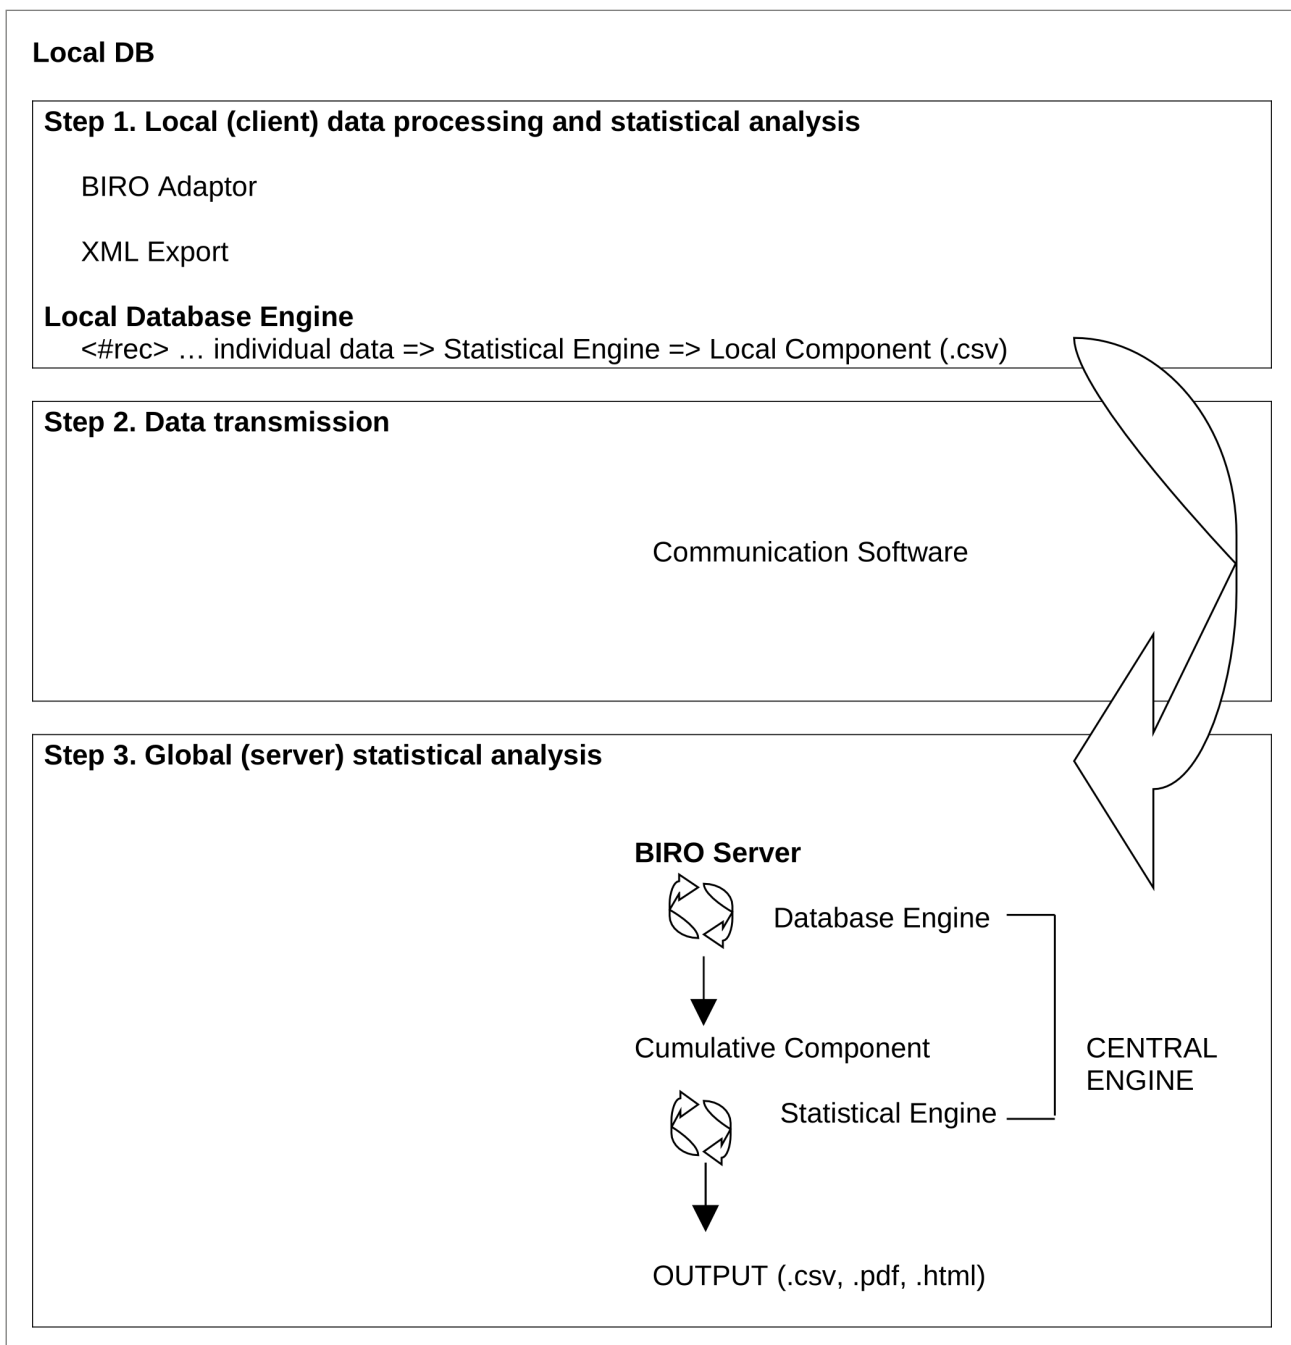 Local DB
Step 1. Local (client) data processing and statistical analysis
BIRO Adaptor
XML Export
Local Database Engine
<#rec> … individual data => Statistical Engine => Local Component (.csv)
Step 2. Data transmission
Communication Software
Step 3. Global (server) statistical analysis
BIRO Server
Database Engine
Cumulative Component
CENTRAL
ENGINE
Statistical Engine
OUTPUT (.csv, .pdf, .html)